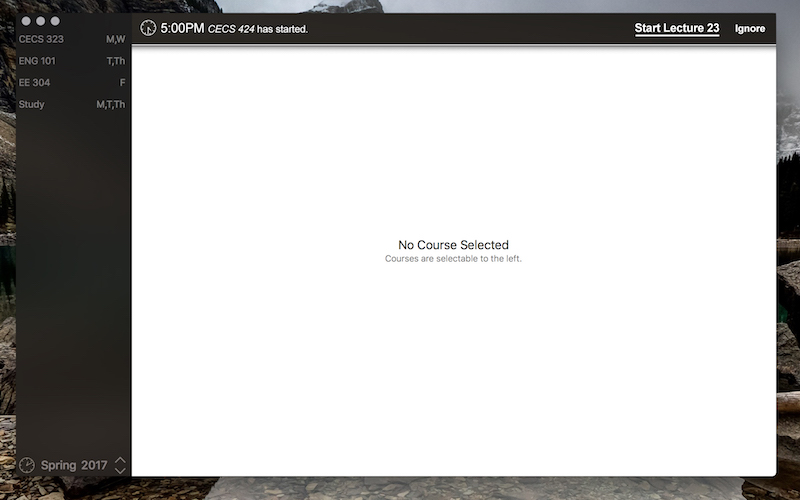 5:00PM CECS 424 has started.
Start Lecture 23
Ignore
CECS 323 M,W
ENG 101 T,Th
EE 304 F
Study M,T,Th
No Course Selected
Courses are selectable to the left.
Spring 2017